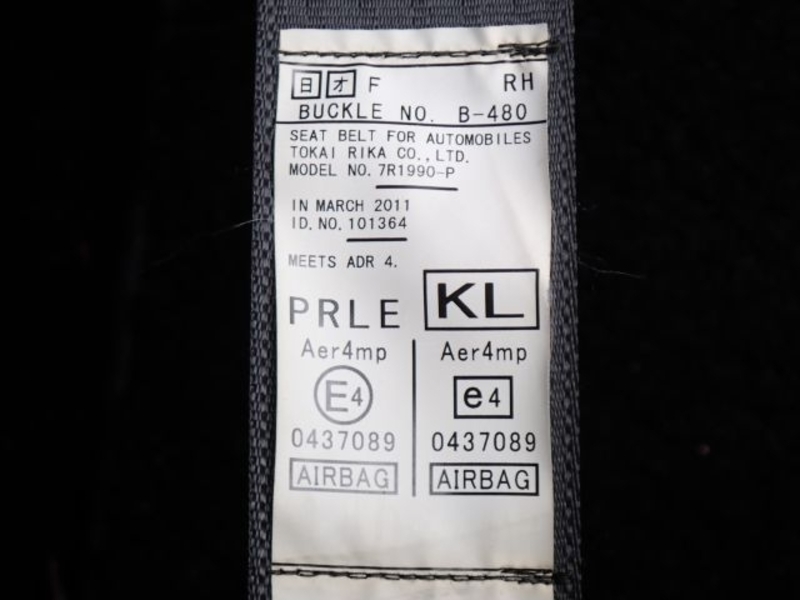 日 才 F RH
BUCKLE NO. B-480
SEAT BELT FOR AUTOMOBILES
TOKAI RIKA CO., LTD.
MODEL NO. 7R1990-P
IN MARCH 2011
ID. NO. 101364
MEETS ADR 4.
PRLE KL
Aer4mp Aer4mp
E4 e4
0437089 0437089
AIRBAG AIRBAG